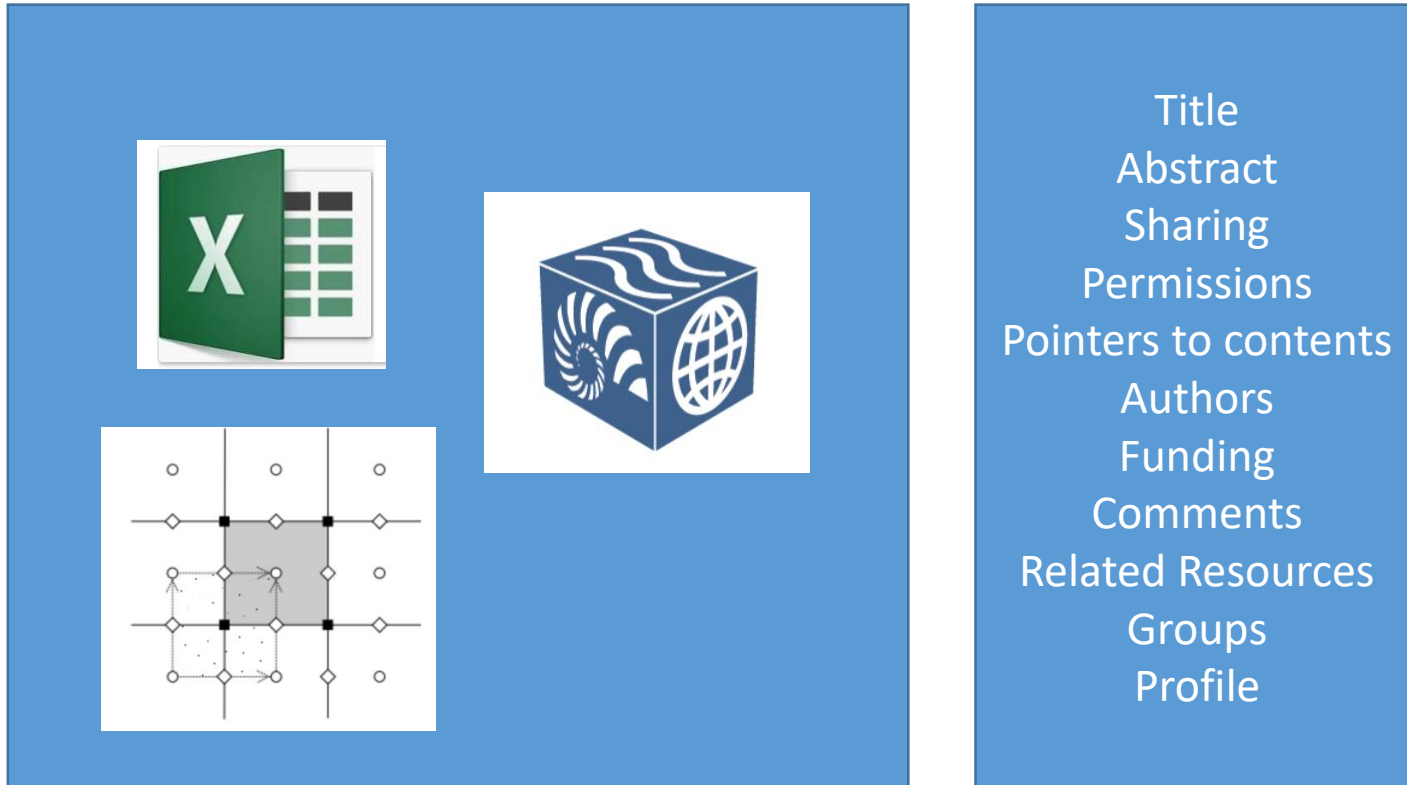 X
Title
Abstract
Sharing
Permissions
Pointers to contents
Authors
Funding
Comments
Related Resources
Groups
Profile